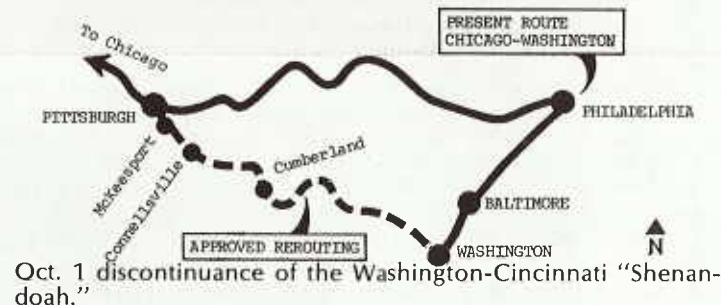 To Chicago
PRESENT ROUTE
CHICAGO-WASHINGTON
PITTSBURGH
PHILADELPHIA
McKeesport
Connellsville
Cumberland
BALTIMORE
APPROVED REROUTING
WASHINGTON
N
Oct. 1 discontinuance of the Washington-Cincinnati "Shenan-
doah."